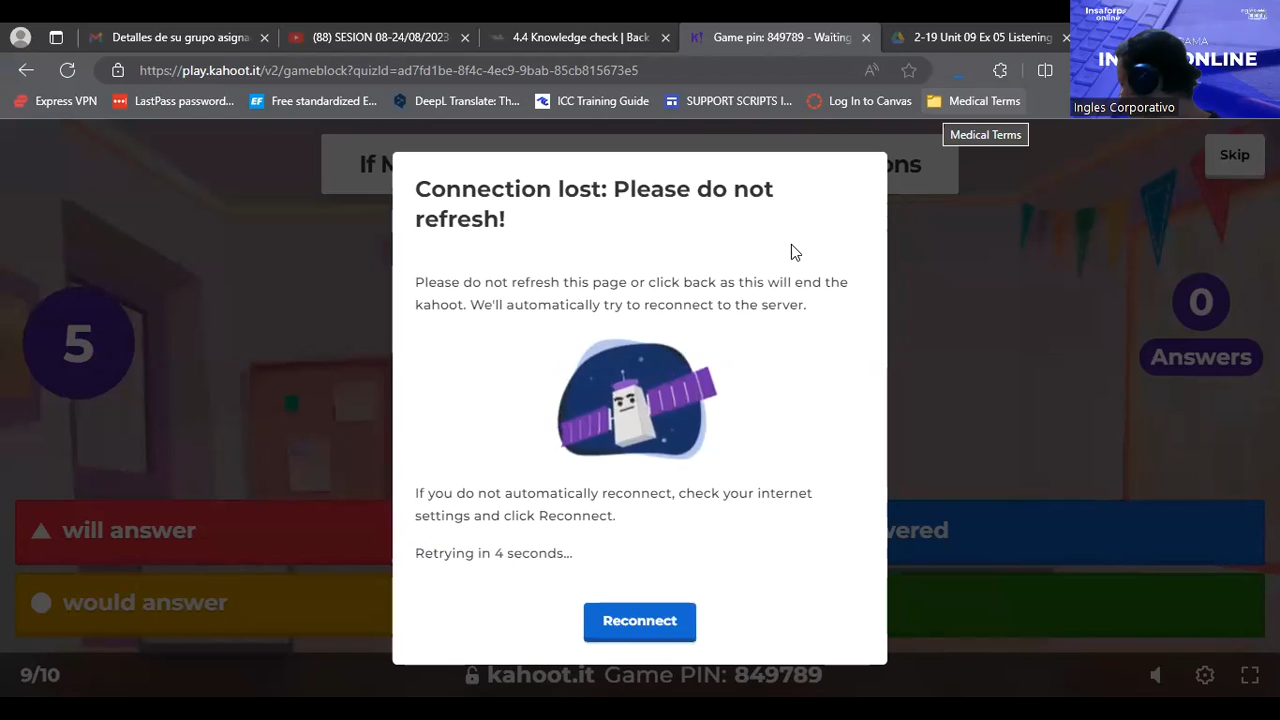 Detalles de su grupo asigna
(88) SESION 08-24/08/2023
4.4 Knowledge check | Back
Game pin: 849789 - Waiting
2-19 Unit 09 Ex 05 Listening
https://play.kahoot.it/v2/gameblock?quizId=ad7fd1be-8f4c-4ec9-9bab-85cb815673e5
Express VPN
LastPass password...
Free standardized E...
DeepL Translate: Th...
ICC Training Guide
SUPPORT SCRIPTS I...
Log In to Canvas
Medical Terms
Medical Terms
Insaforp
online
ONLINE
Ingles Corporativo
If
Skip
Connection lost: Please do not
refresh!
Please do not refresh this page or click back as this will end the
kahoot. We'll automatically try to reconnect to the server.
5
0
Answers
If you do not automatically reconnect, check your internet
settings and click Reconnect.
Retrying in 4 seconds...
Reconnect
will answer
would answer
9/10
kahoot.it Game PIN: 849789